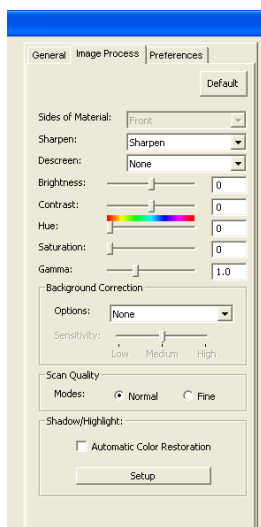 General Image Process Preferences
Default
Sides of Material: Front
Sharpen: Sharpen
Descreen: None
Brightness: 0
Contrast: 0
Hue: 0
Saturation: 0
Gamma: 1.0
Background Correction
Options: None
Sensitivity:
Low Medium High
Scan Quality
Modes: Normal Fine
Shadow/Highlight:
Automatic Color Restoration
Setup